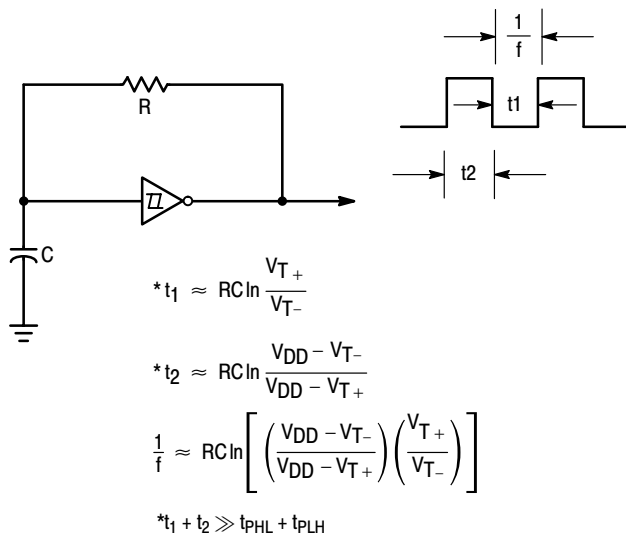 1
f
R
t1
t2
C
*t1 ≈ RC ln VT+ / VT−
*t2 ≈ RC ln VDD − VT− / VDD − VT+
1/f ≈ RC ln [ ( VDD − VT− / VDD − VT+ ) ( VT+ / VT− ) ]
*t1 + t2 ≫ tPHL + tPLH